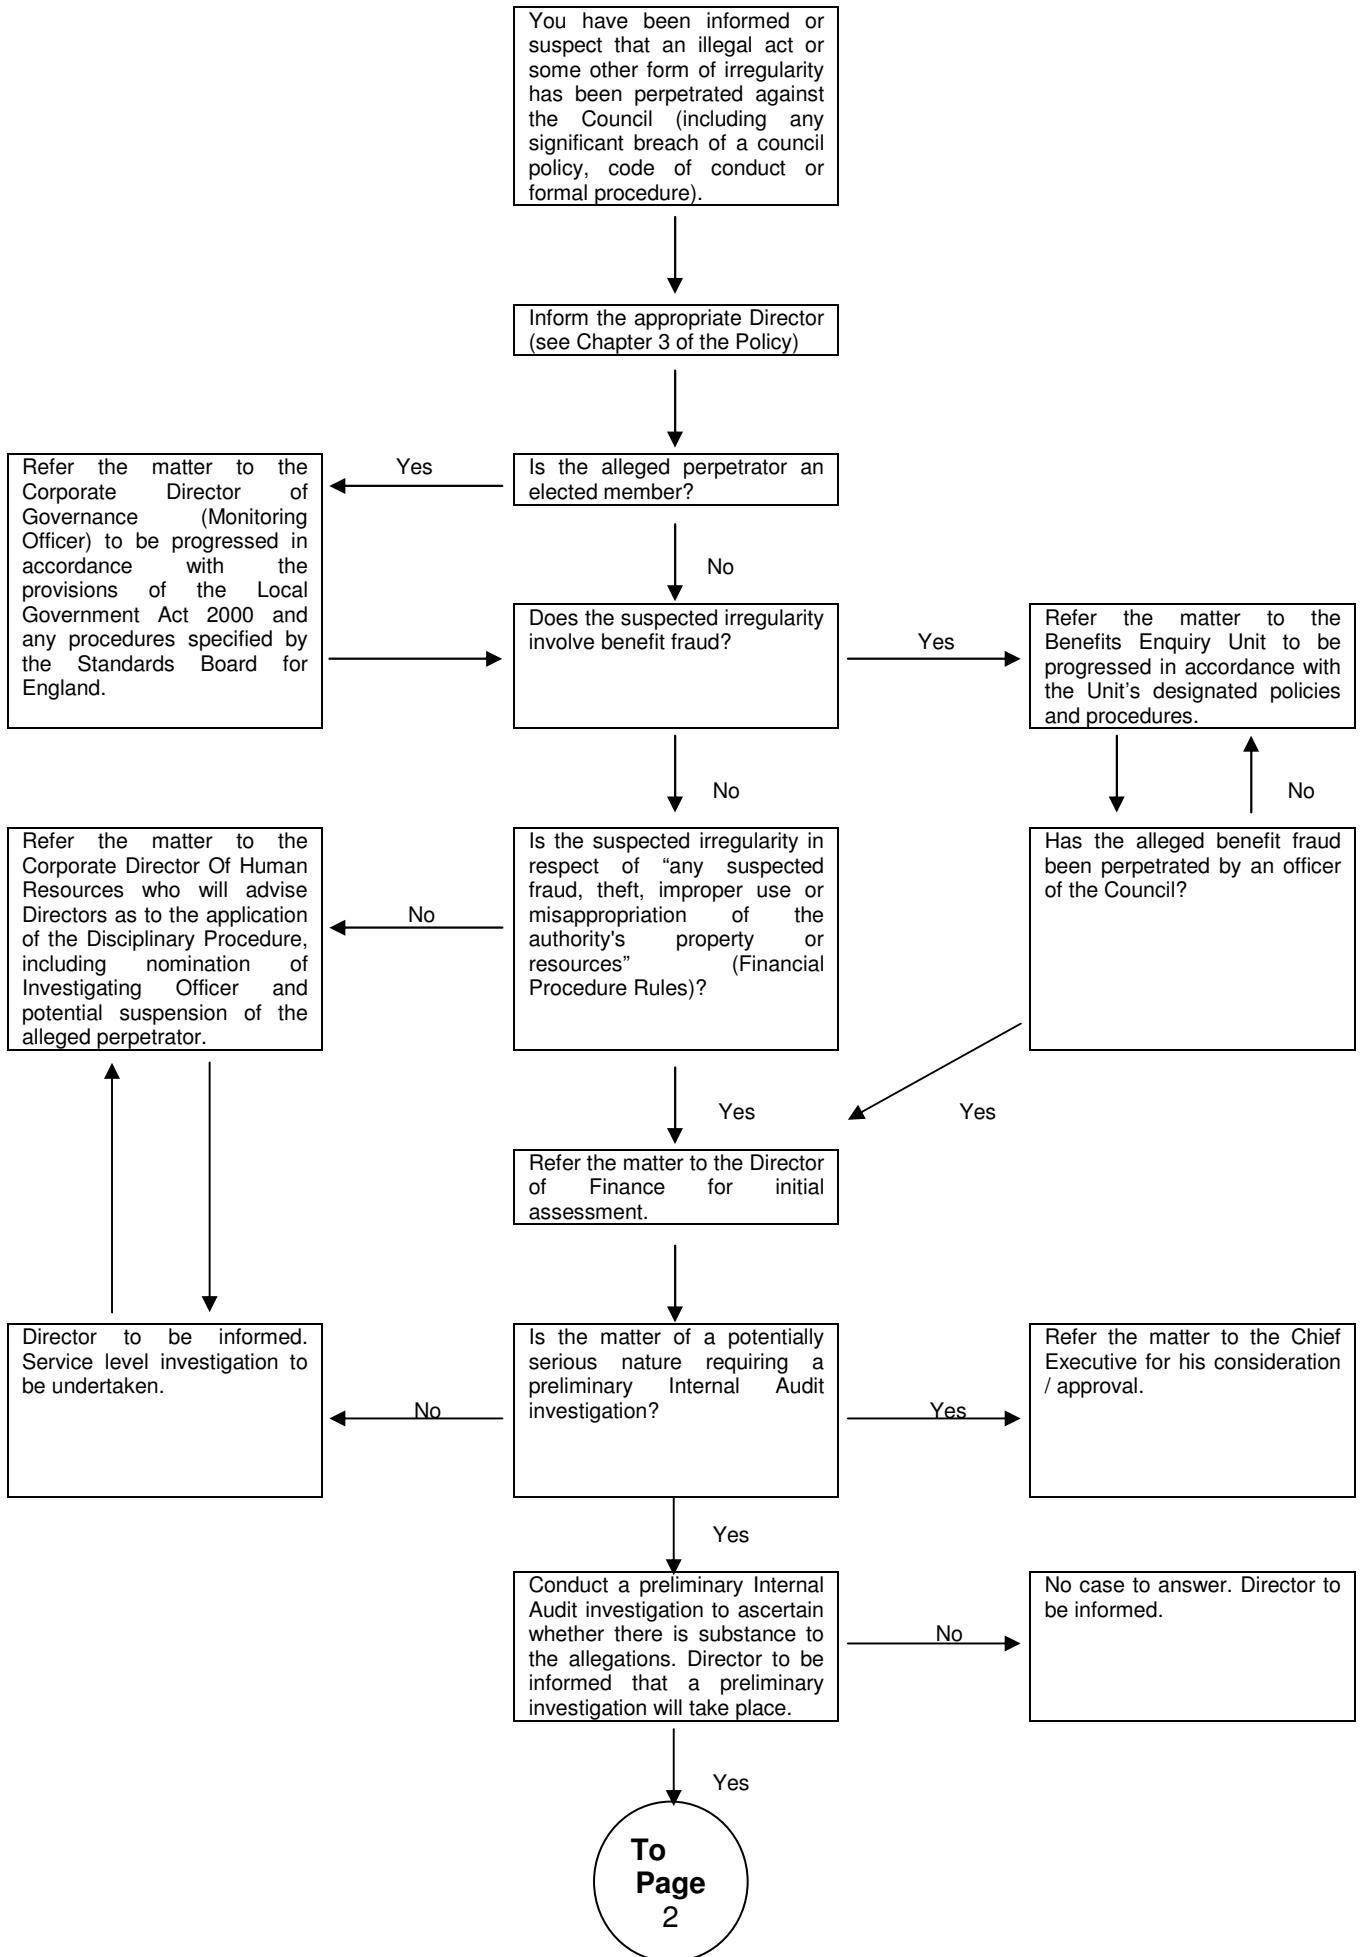 You have been informed or
suspect that an illegal act or
some other form of irregularity
has been perpetrated against
the Council (including any
significant breach of a council
policy, code of conduct or
formal procedure).
Inform the appropriate Director
(see Chapter 3 of the Policy)
Refer the matter to the
Corporate Director of
Governance (Monitoring
Officer) to be progressed in
accordance with the
provisions of the Local
Government Act 2000 and
any procedures specified by
the Standards Board for
England.
Yes
Is the alleged perpetrator an
elected member?
No
Does the suspected irregularity
involve benefit fraud?
Yes
Refer the matter to the
Benefits Enquiry Unit to be
progressed in accordance with
the Unit's designated policies
and procedures.
No
No
Refer the matter to the
Corporate Director Of Human
Resources who will advise
Directors as to the application
of the Disciplinary Procedure,
including nomination of
Investigating Officer and
potential suspension of the
alleged perpetrator.
No
Is the suspected irregularity in
respect of “any suspected
fraud, theft, improper use or
misappropriation of the
authority's property or
resources” (Financial
Procedure Rules)?
Has the alleged benefit fraud
been perpetrated by an officer
of the Council?
Yes
Yes
Refer the matter to the Director
of Finance for initial
assessment.
Director to be informed.
Service level investigation to
be undertaken.
No
Is the matter of a potentially
serious nature requiring a
preliminary Internal Audit
investigation?
Yes
Refer the matter to the Chief
Executive for his consideration
/ approval.
Yes
Conduct a preliminary Internal
Audit investigation to ascertain
whether there is substance to
the allegations. Director to be
informed that a preliminary
investigation will take place.
No
No case to answer. Director to
be informed.
Yes
To
Page
2